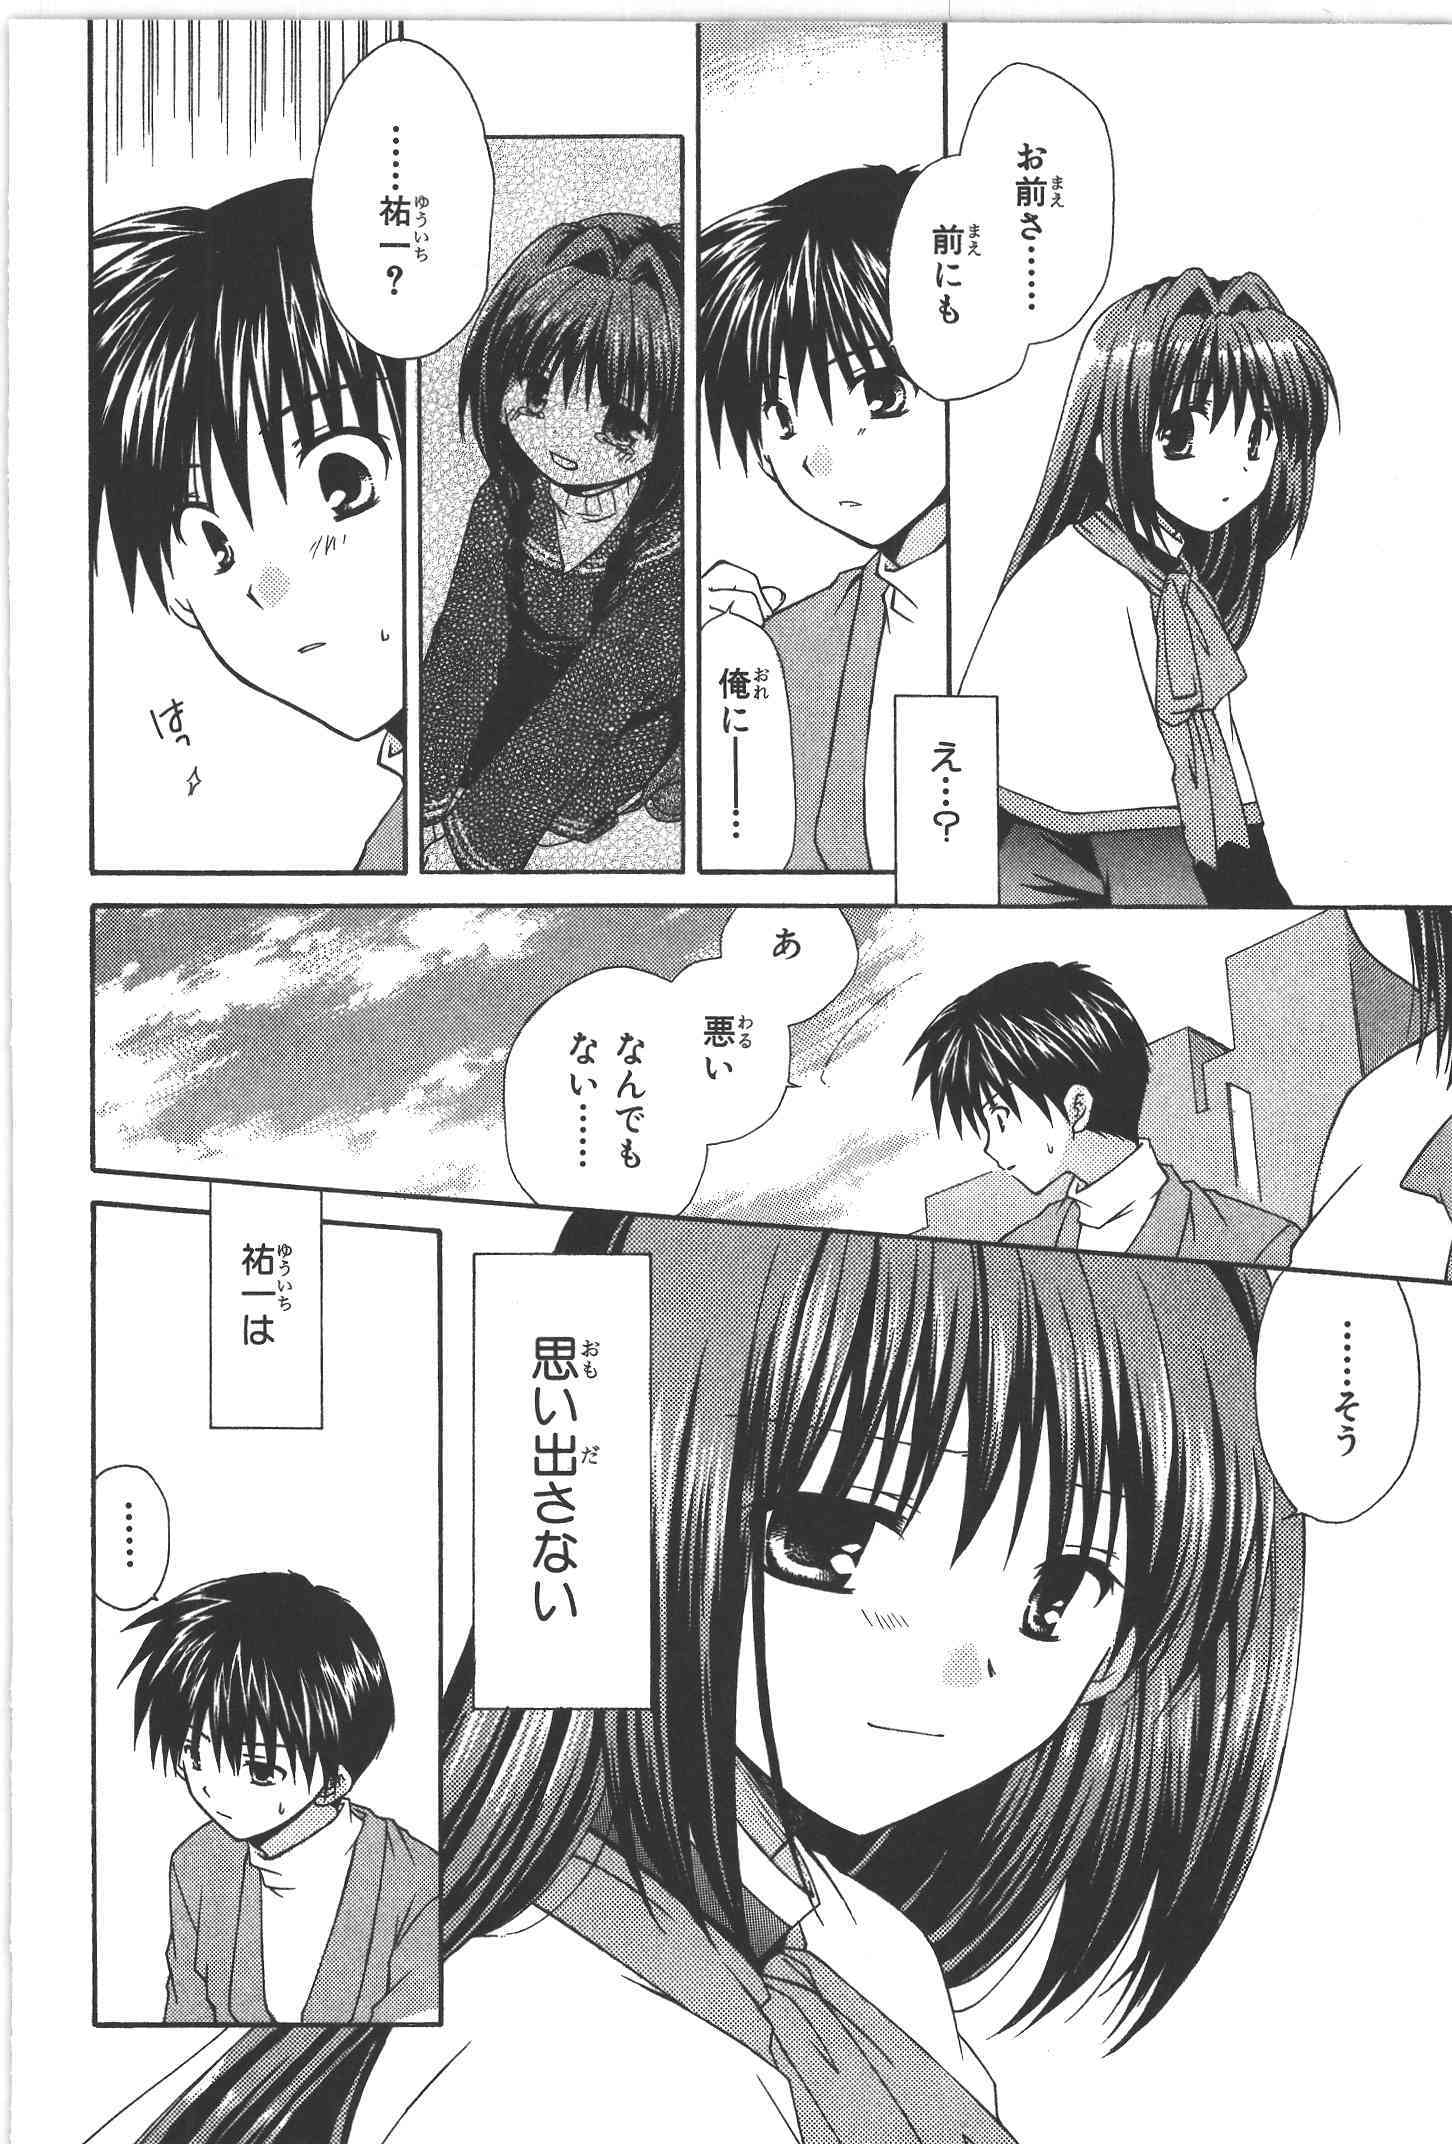 お前さ………
前にも
え…?
俺に――…
……祐一?
はっ
あ
悪い
なんでも
ない………
……そう
思い出さない
祐一は
……